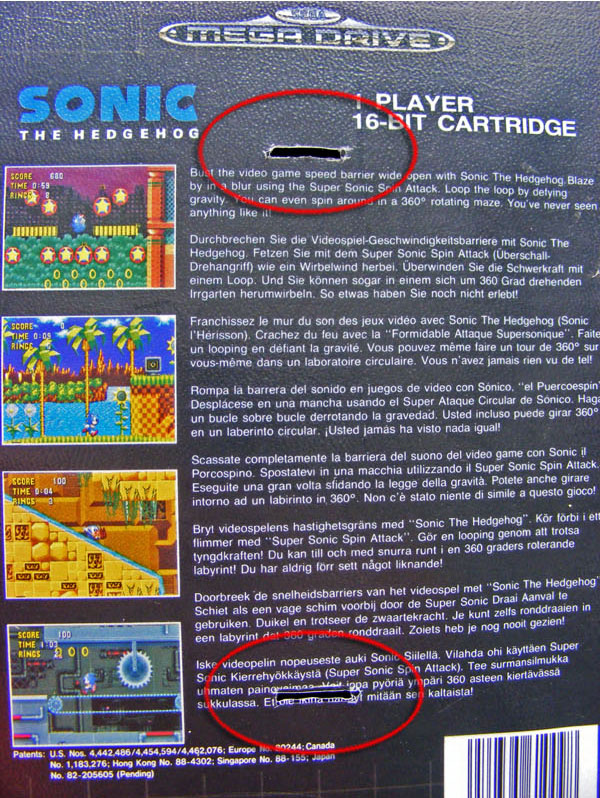 SEGA
MEGA DRIVE
SONIC
THE HEDGEHOG
1 PLAYER
16-BIT CARTRIDGE
SCORE 680
TIME 0:59
RINGS
Bust the video game speed barrier wide open with Sonic The Hedgehog. Blaze
by in a blur using the Super Sonic Spin Attack. Loop the loop by defying
gravity. You can even spin around in a 360° rotating maze. You've never seen
anything like it!
Durchbrechen Sie die Videospiel-Geschwindigkeitsbarriere mit Sonic The
Hedgehog. Fetzen Sie mit dem Super Sonic Spin Attack (Überschall-
Drehangriff) wie ein Wirbelwind herbei. Überwinden Sie die Schwerkraft mit
einem Loop. Und Sie können sogar in einem sich um 360 Grad drehenden
Irrgarten herumwirbeln. So etwas haben Sie noch nicht erlebt!
SCORE
TIME 0:09
RINGS
Franchissez le mur du son des jeux vidéo avec Sonic The Hedgehog (Sonic
l'Hérisson). Crachez du feu avec la "Formidable Attaque Supersonique". Faite
un looping en défiant la gravité. Vous pouvez même faire un tour de 360° sur
vous-même dans un laboratoire circulaire. Vous n'avez jamais rien vu de tel!
Rompa la barrera del sonido en juegos de video con Sónico, "el Puercoespin"
Desplácese en una mancha usando el Super Ataque Circular de Sónico. Haga
un bucle sobre bucle derrotando la gravedad. Usted incluso puede girar 360°
en un laberinto circular. ¡Usted jamás ha visto nada igual!
SCORE 100
TIME 0:04
RINGS
Scassate completamente la barriera del suono del video game con Sonic il
Porcospino. Spostatevi in una macchia utilizzando il Super Sonic Spin Attack.
Eseguite una gran volta sfidando la legge della gravità. Potete anche girare
intorno ad un labirinto in 360°. Non c'è stato niente di simile a questo gioco!
Bryt videospelens hastighetsgräns med "Sonic The Hedgehog". Kör förbi i ett
flimmer med "Super Sonic Spin Attack". Gör en looping genom att trotsa
tyngdkraften! Du kan till och med snurra runt i en 360 graders roterande
labyrint! Du har aldrig förr sett något liknande!
Doorbreek de snelheidsbarriers van het videospel met "Sonic The Hedgehog"
Schiet als een vage schim voorbij door de Super Sonic Draai Aanval te
gebruiken. Duikel en trotseer de zwaartekracht. Je kunt zelfs ronddraaien in
een labyrint dat 360 graden ronddraait. Zoiets heb je nog nooit gezien!
SCORE 100
TIME
RINGS
Iske videopelin nopeuseste auki Sonic Siilellä. Vilahda ohi käyttäen Super
Sonic Kierrehyökkäystä (Super Sonic Spin Attack). Tee surmansilmukka
uhmaten painovoimaa. Voit jopa pyöriä ympäri 360 asteen kiertävässä
sukkulassa. Et ole ikinä mitään sen kaltaista!
Patents: U.S. Nos. 4,442,486/4,454,594/4,462,076; Europe No. 80244; Canada
No. 1,183,276; Hong Kong No. 88-4302; Singapore No. 88-155; Japan
No. 82-205605 (Pending)